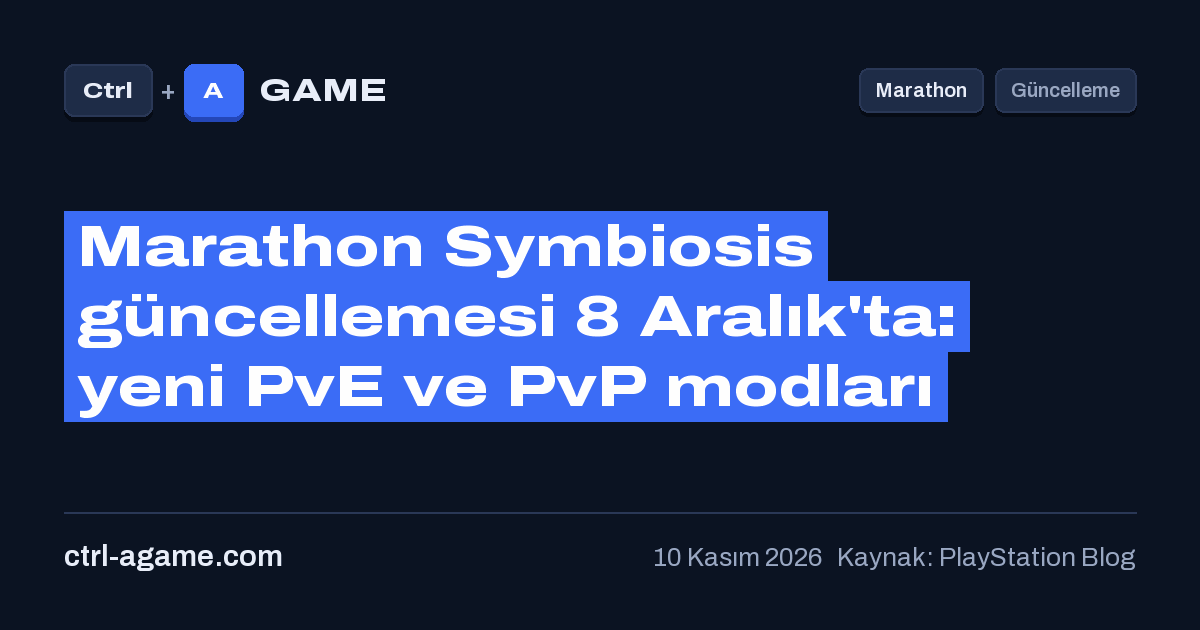 Ctrl + A GAME
Marathon Güncelleme
Marathon Symbiosis
güncellemesi 8 Aralık'ta:
yeni PvE ve PvP modları
ctrl-agame.com
10 Kasım 2026 Kaynak: PlayStation Blog